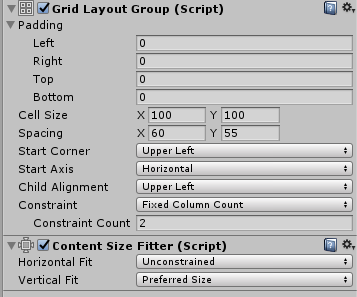 Grid Layout Group (Script)
Padding
Left 0
Right 0
Top 0
Bottom 0
Cell Size X 100 Y 100
Spacing X 60 Y 55
Start Corner Upper Left
Start Axis Horizontal
Child Alignment Upper Left
Constraint Fixed Column Count
Constraint Count 2
Content Size Fitter (Script)
Horizontal Fit Unconstrained
Vertical Fit Preferred Size